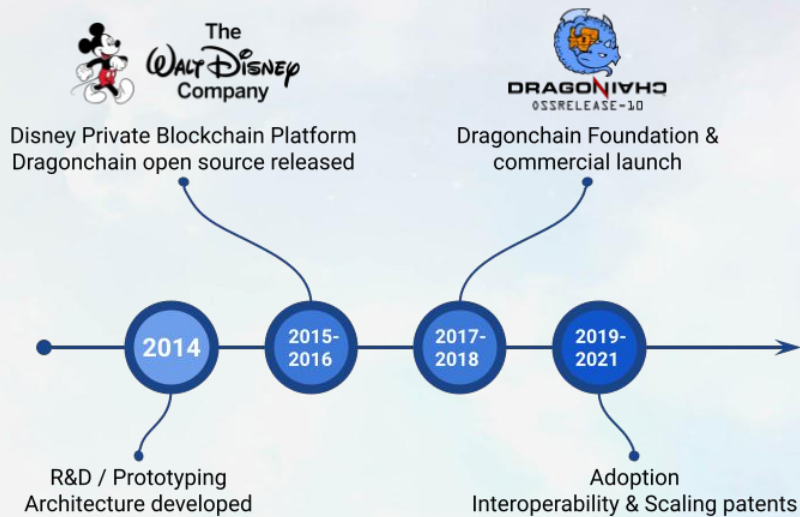 The
WALT DISNEY
Company
DRAGONCHAIN
OSSRELEASE-10
Disney Private Blockchain Platform
Dragonchain open source released
Dragonchain Foundation &
commercial launch
2014
2015-
2016
2017-
2018
2019-
2021
R&D / Prototyping
Architecture developed
Adoption
Interoperability & Scaling patents